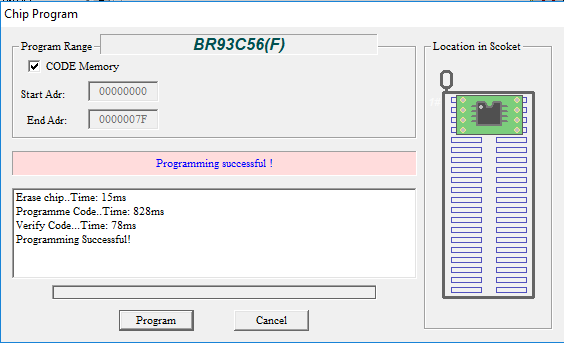 Chip Program
Program Range
BR93C56(F)
CODE Memory
Start Adr: 00000000
End Adr: 0000007F
Programming successful !
Erase chip..Time: 15ms
Programme Code..Time: 828ms
Verify Code...Time: 78ms
Programming Successful!
Program
Cancel
Location in Scoket